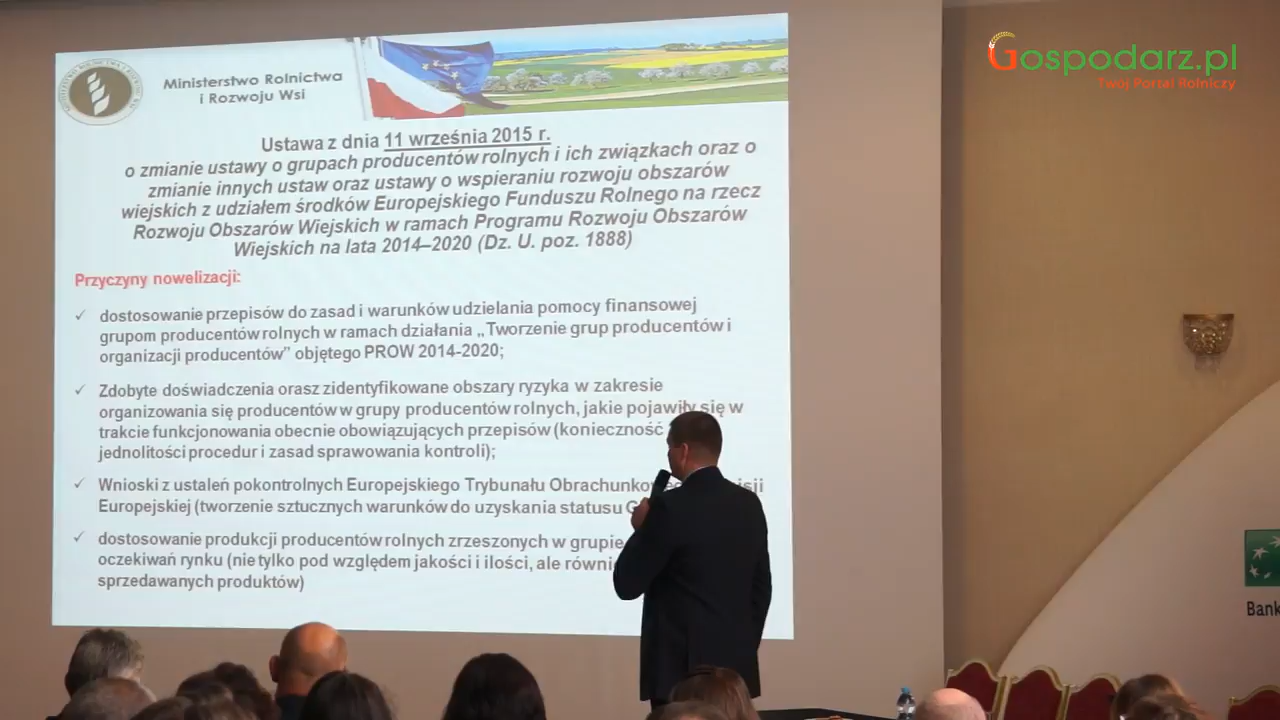 Gospodarz.pl
Twój Portal Rolniczy
Ministerstwo Rolnictwa
i Rozwoju Wsi
Ustawa z dnia 11 września 2015 r.
o zmianie ustawy o grupach producentów rolnych i ich związkach oraz o
zmianie innych ustaw oraz ustawy o wspieraniu rozwoju obszarów
wiejskich z udziałem środków Europejskiego Funduszu Rolnego na rzecz
Rozwoju Obszarów Wiejskich w ramach Programu Rozwoju Obszarów
Wiejskich na lata 2014–2020 (Dz. U. poz. 1888)
Przyczyny nowelizacji:
✓ dostosowanie przepisów do zasad i warunków udzielania pomocy finansowej
grupom producentów rolnych w ramach działania „Tworzenie grup producentów i
organizacji producentów” objętego PROW 2014-2020;
✓ Zdobyte doświadczenia orasz zidentyfikowane obszary ryzyka w zakresie
organizowania się producentów w grupy producentów rolnych, jakie pojawiły się w
trakcie funkcjonowania obecnie obowiązujących przepisów (konieczność
jednolitości procedur i zasad sprawowania kontroli);
✓ Wnioski z ustaleń pokontrolnych Europejskiego Trybunału
Europejskiej (tworzenie sztucznych warunków do uzyskania statusu
✓ dostosowanie produkcji producentów rolnych zrzeszonych w grupie
oczekiwań rynku (nie tylko pod względem jakości i ilości, ale
sprzedawanych produktów)
Bank